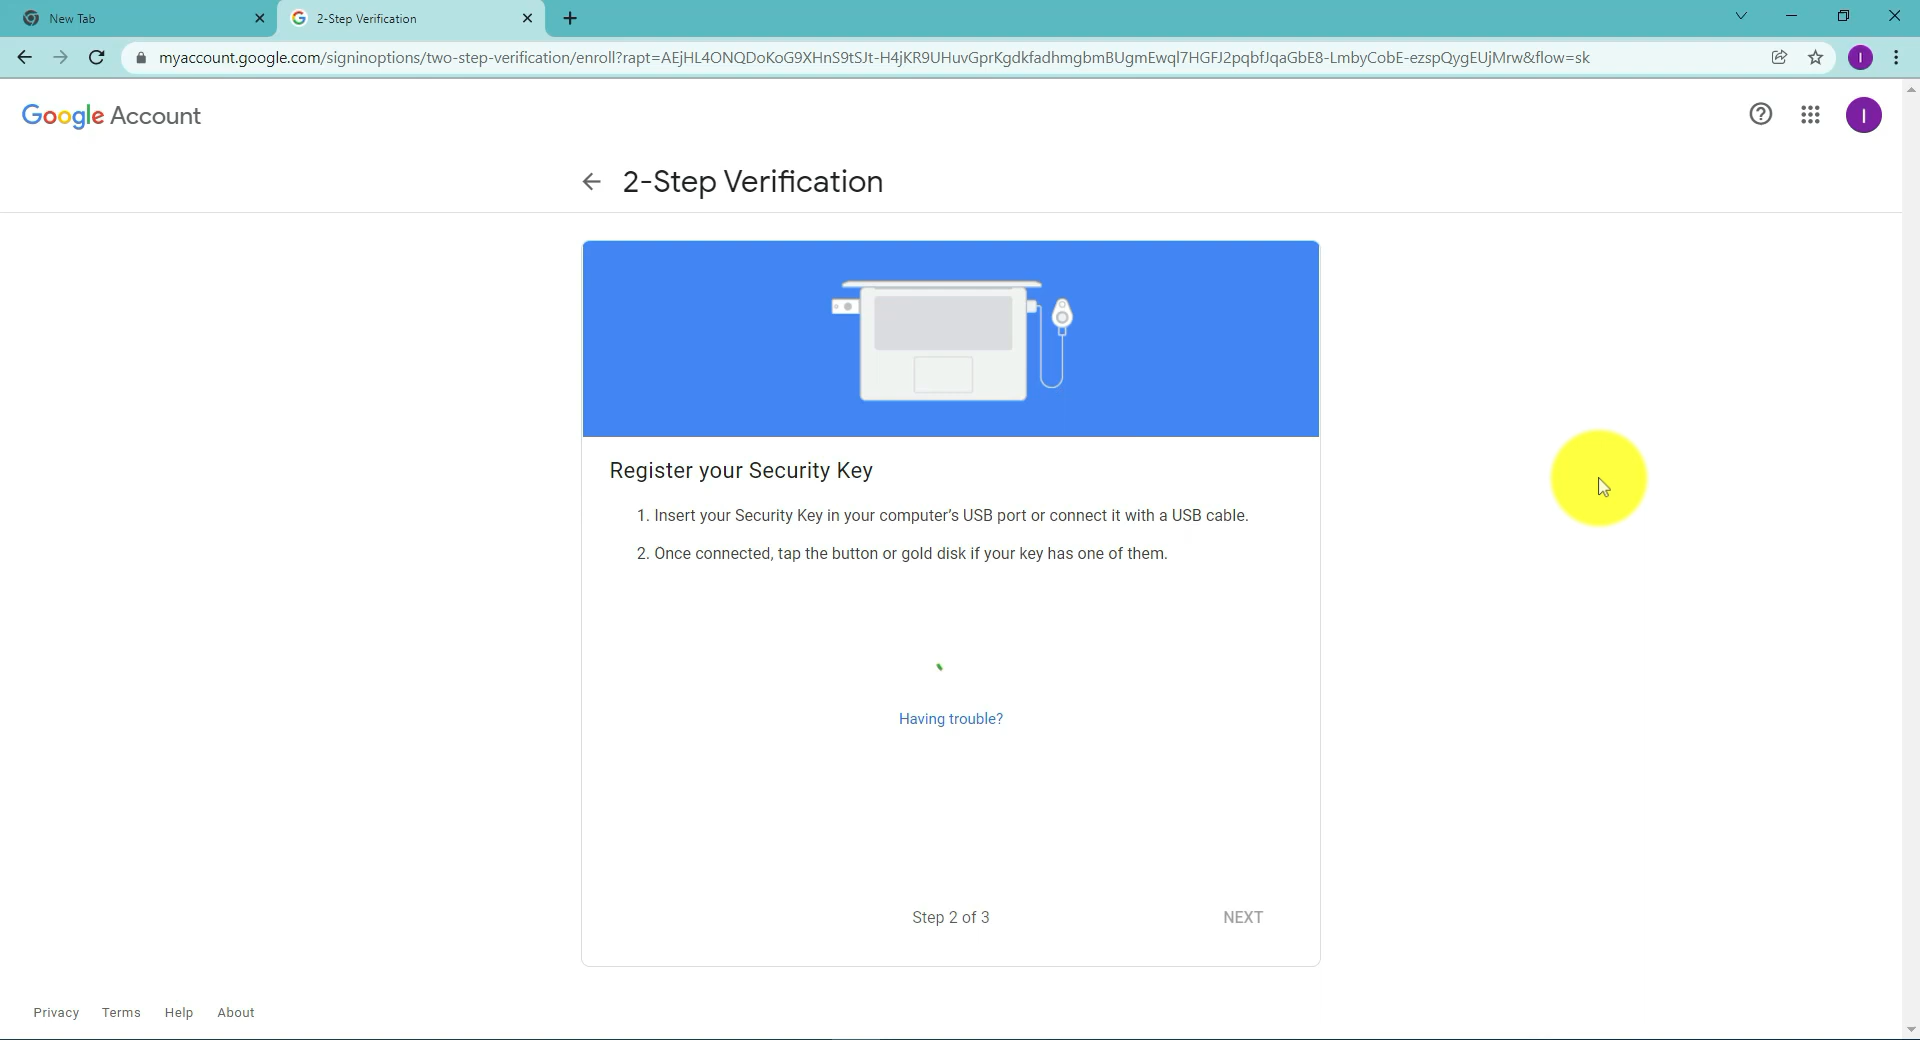 New Tab
2-Step Verification
myaccount.google.com/signinoptions/two-step-verification/enroll?rapt=AEjHL4ONQDoKoG9XHnS9tSJt-H4jKR9UHuvGprKgdkfadhmgbmBUgmEwql7HGFJ2pqbfJqaGbE8-LmbyCobE-ezspQygEUjMrw&flow=sk
I
Google Account
I
2-Step Verification
Register your Security Key
1. Insert your Security Key in your computer's USB port or connect it with a USB cable.
2. Once connected, tap the button or gold disk if your key has one of them.
Having trouble?
Step 2 of 3
NEXT
Privacy Terms Help About